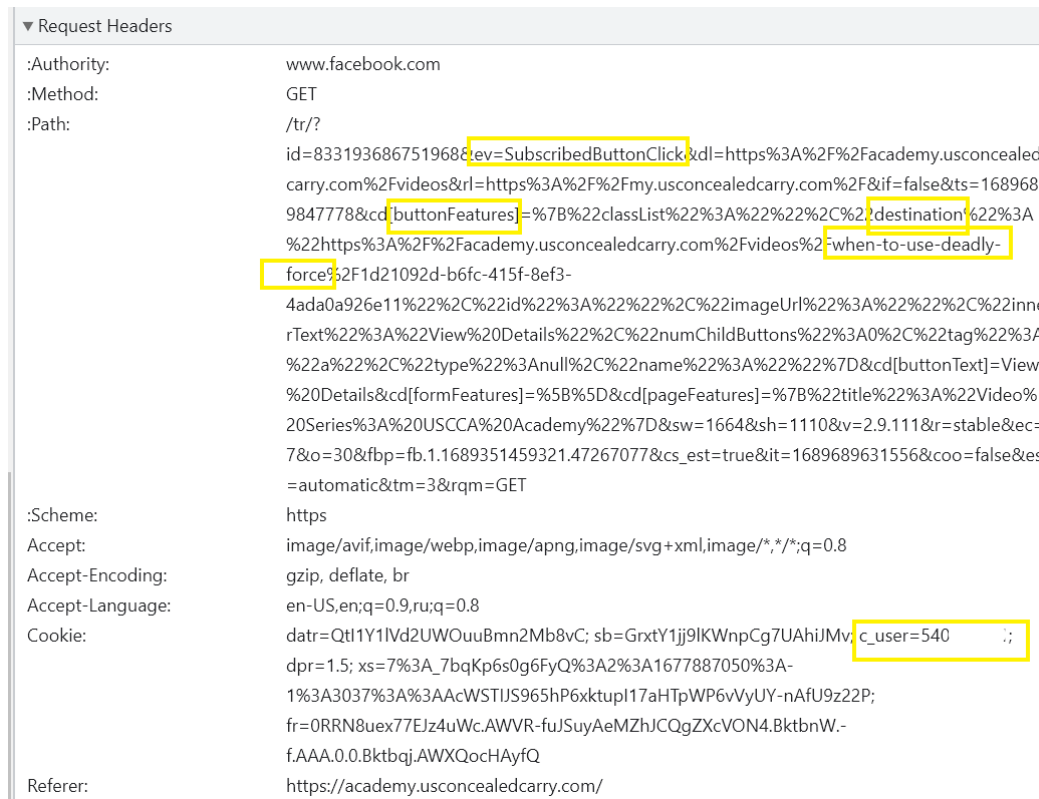 ▼ Request Headers
:Authority: www.facebook.com
:Method: GET
:Path: /tr/?
id=833193686751968&ev=SubscribedButtonClick&dl=https%3A%2F%2Facademy.usconcealed
carry.com%2Fvideos&rl=https%3A%2F%2Fmy.usconcealedcarry.com%2F&if=false&ts=168968
9847778&cd[buttonFeatures]=%7B%22classList%22%3A%22%22%2C%22destination%22%3A
%22https%3A%2F%2Facademy.usconcealedcarry.com%2Fvideos%2Fwhen-to-use-deadly-
force%2F1d21092d-b6fc-415f-8ef3-
4ada0a926e11%22%2C%22id%22%3A%22%22%2C%22imageUrl%22%3A%22%22%2C%22inne
rText%22%3A%22View%20Details%22%2C%22numChildButtons%22%3A0%2C%22tag%22%3A
%22a%22%2C%22type%22%3Anull%2C%22name%22%3A%22%22%7D&cd[buttonText]=View
%20Details&cd[formFeatures]=%5B%5D&cd[pageFeatures]=%7B%22title%22%3A%22Video%
20Series%3A%20USCCA%20Academy%22%7D&sw=1664&sh=1110&v=2.9.111&r=stable&ec=
7&o=30&fbp=fb.1.1689351459321.47267077&cs_est=true&it=1689689631556&coo=false&es
=automatic&tm=3&rqm=GET
:Scheme: https
Accept: image/avif,image/webp,image/apng,image/svg+xml,image/*,*/*;q=0.8
Accept-Encoding: gzip, deflate, br
Accept-Language: en-US,en;q=0.9,ru;q=0.8
Cookie: datr=QtI1Y1lVd2UWOuuBmn2Mb8vC; sb=GrxtY1jj9lKWnpCg7UAhiJMv; c_user=540 ;
dpr=1.5; xs=7%3A_7bqKp6s0g6FyQ%3A2%3A1677887050%3A-
1%3A3037%3A%3AAcWSTIJS965hP6xktupI17aHTpWP6vVyUY-nAfU9z22P;
fr=0RRN8uex77EJz4uWc.AWVR-fuJSuyAeMZhJCQgZXcVON4.BktbnW.-
f.AAA.0.0.Bktbqj.AWXQocHAyfQ
Referer: https://academy.usconcealedcarry.com/